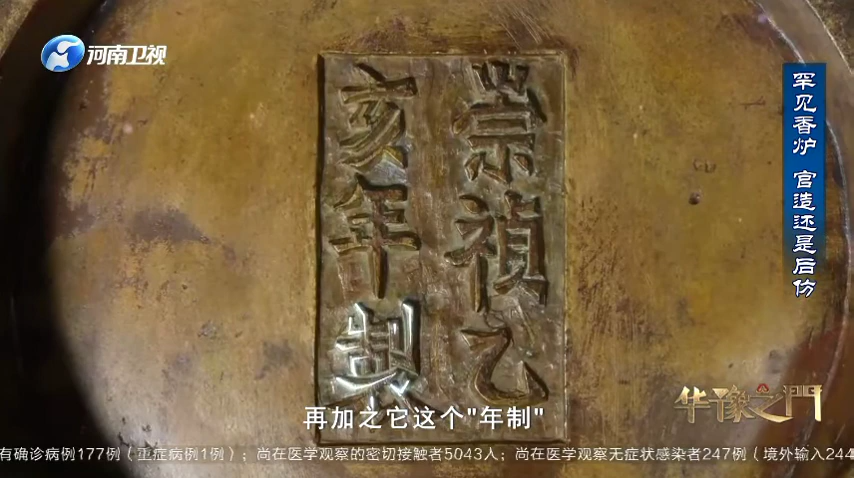 河南卫视
崇禎乙
亥年製
罕见香炉 官造还是后仿
华豫之门
再加之它这个"年制"
有确诊病例177例（重症病例1例）；尚在医学观察的密切接触者5043人；尚在医学观察无症状感染者247例（境外输入244